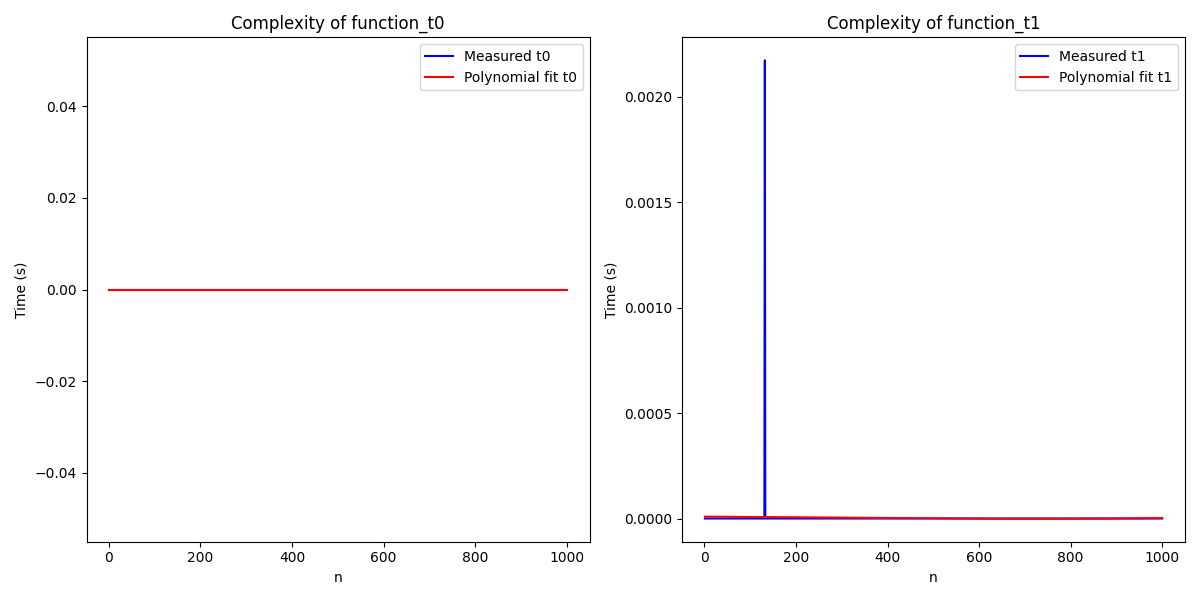 Complexity of function_t0
Measured t0
Polynomial fit t0
0.04
0.02
0.00
−0.02
−0.04
Time (s)
0
200
400
600
800
1000
n
Complexity of function_t1
Measured t1
Polynomial fit t1
0.0020
0.0015
0.0010
0.0005
0.0000
Time (s)
0
200
400
600
800
1000
n